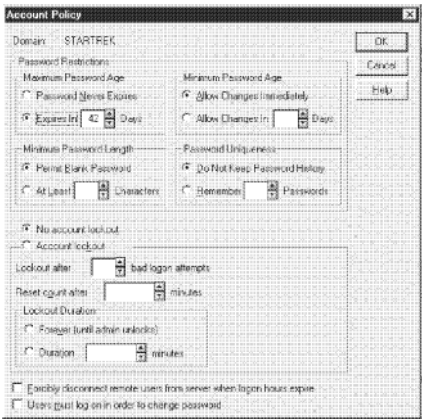 Account Policy
Domain: STARTREK
OK
Cancel
Help
Password Restrictions
Maximum Password Age
Password Never Expires
Expires In 42 Days
Minimum Password Age
Allow Changes Immediately
Allow Changes In Days
Minimum Password Length
Permit Blank Password
At Least Characters
Password Uniqueness
Do Not Keep Password History
Remember Passwords
No account lockout
Account lockout
Lockout after bad logon attempts
Reset count after minutes
Lockout Duration
Forever (until admin unlocks)
Duration minutes
Forcibly disconnect remote users from server when logon hours expire
Users must log on in order to change password